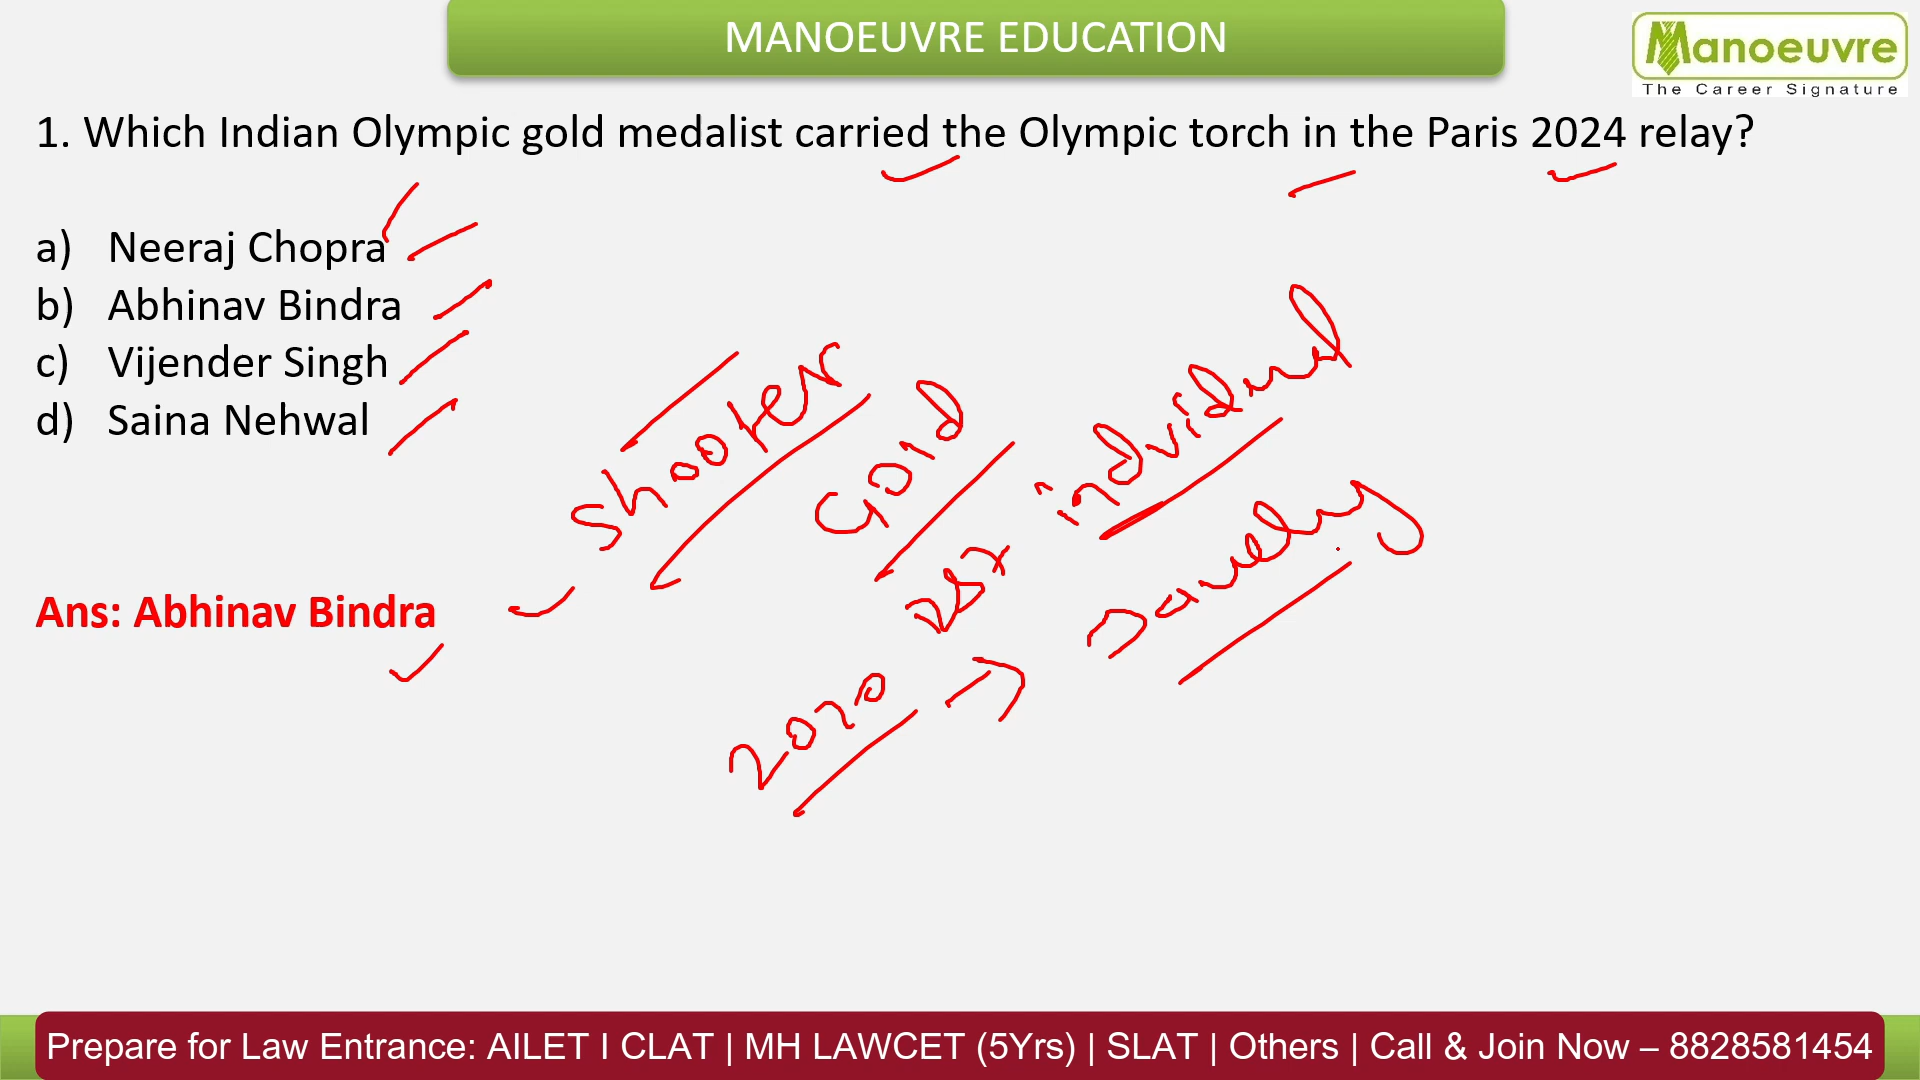 MANOEUVRE EDUCATION
Manoeuvre
The Career Signature
1. Which Indian Olympic gold medalist carried the Olympic torch in the Paris 2024 relay?
a) Neeraj Chopra
b) Abhinav Bindra
c) Vijender Singh
d) Saina Nehwal
Shooter
Gold
individual
Ans: Abhinav Bindra
Prepare for Law Entrance: AILET I CLAT | MH LAWCET (5Yrs) | SLAT | Others | Call & Join Now – 8828581454